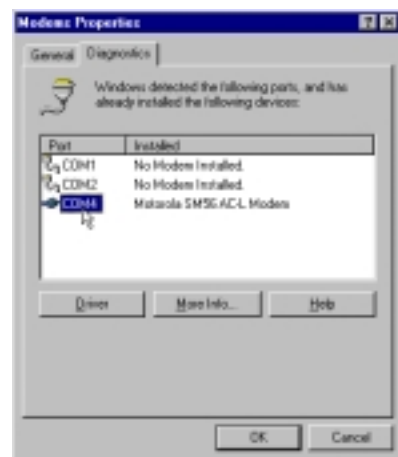 Modems Properties
General Diagnostics
Windows detected the following ports, and has
already installed the following devices:
Port Installed
COM1 No Modem Installed.
COM2 No Modem Installed.
COM4 Motorola SM56 AC-L Modem
Driver More Info... Help
OK Cancel